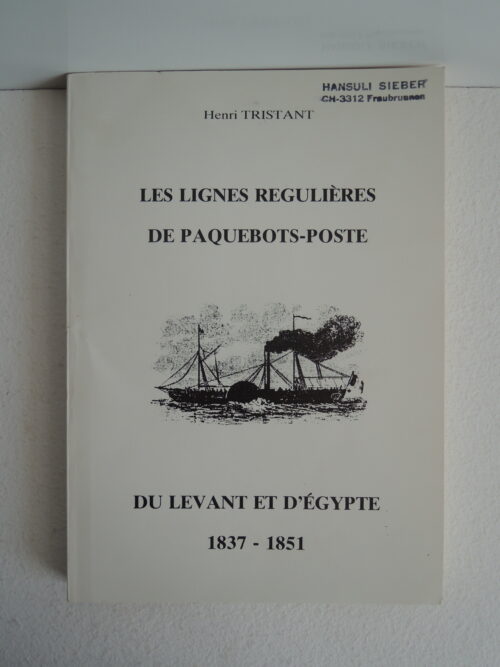 HANSULI SIEBER
CH-3312 Fraubrunnen
Henri TRISTANT
LES LIGNES REGULIÈRES
DE PAQUEBOTS-POSTE
DU LEVANT ET D'ÉGYPTE
1837 - 1851